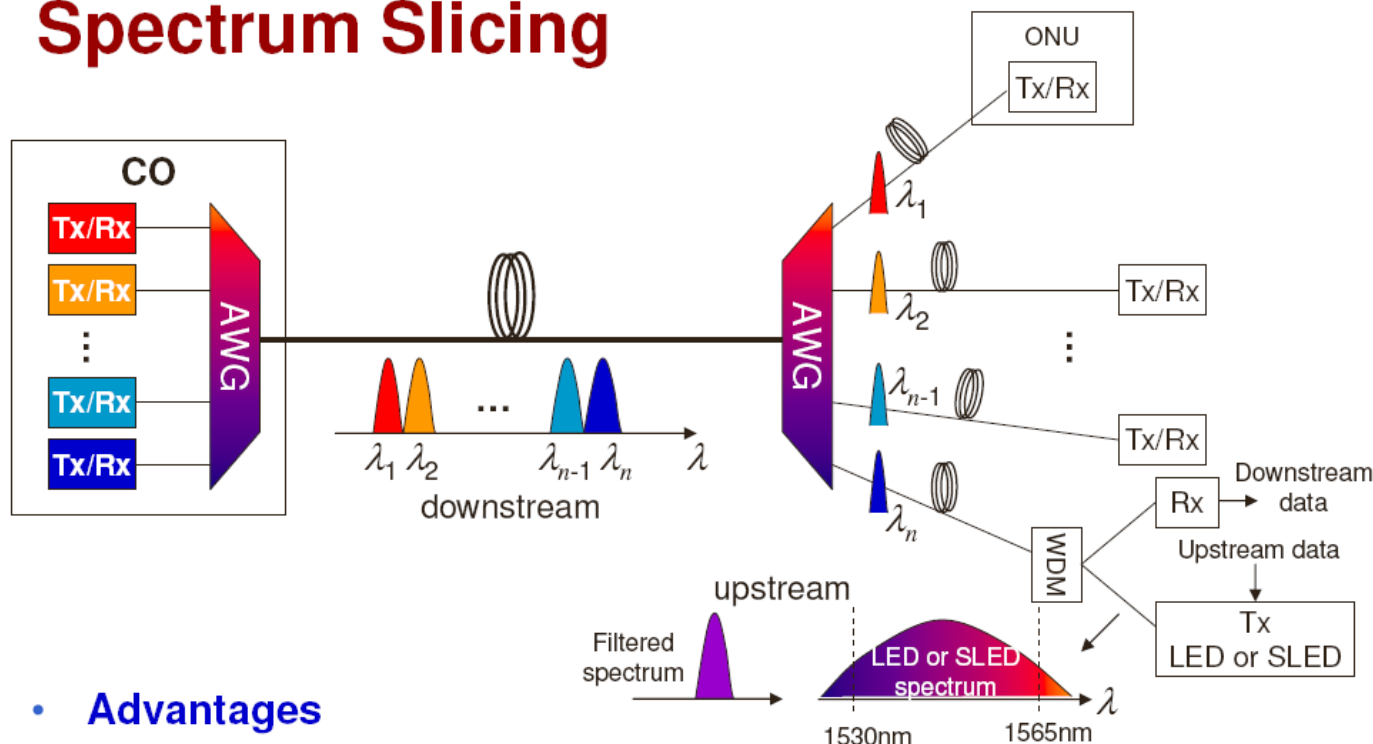 Spectrum Slicing
ONU
Tx/Rx
CO
Tx/Rx
Tx/Rx
⋮
Tx/Rx
Tx/Rx
AWG
λ1 λ2 ... λn-1 λn λ
downstream
AWG
λ1
λ2
Tx/Rx
⋮
λn-1
Tx/Rx
λn
WDM
Rx
Downstream
data
Upstream data
Tx
LED or SLED
upstream
Filtered
spectrum
LED or SLED
spectrum
λ
1530nm
1565nm
• Advantages